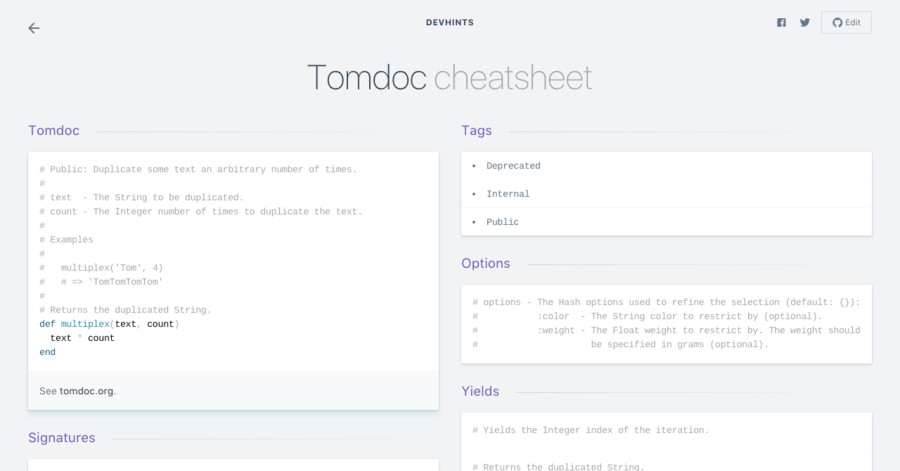 DEVHINTS
Edit
Tomdoc cheatsheet
Tomdoc
# Public: Duplicate some text an arbitrary number of times.
#
# text  - The String to be duplicated.
# count - The Integer number of times to duplicate the text.
#
# Examples
#
#   multiplex('Tom', 4)
#   # => 'TomTomTomTom'
#
# Returns the duplicated String.
def multiplex(text, count)
  text * count
end
See tomdoc.org.
Signatures
Tags
• Deprecated
• Internal
• Public
Options
# options - The Hash options used to refine the selection (default: {}):
#           :color  - The String color to restrict by (optional).
#           :weight - The Float weight to restrict by. The weight should
#                     be specified in grams (optional).
Yields
# Yields the Integer index of the iteration.
# Returns the duplicated String.